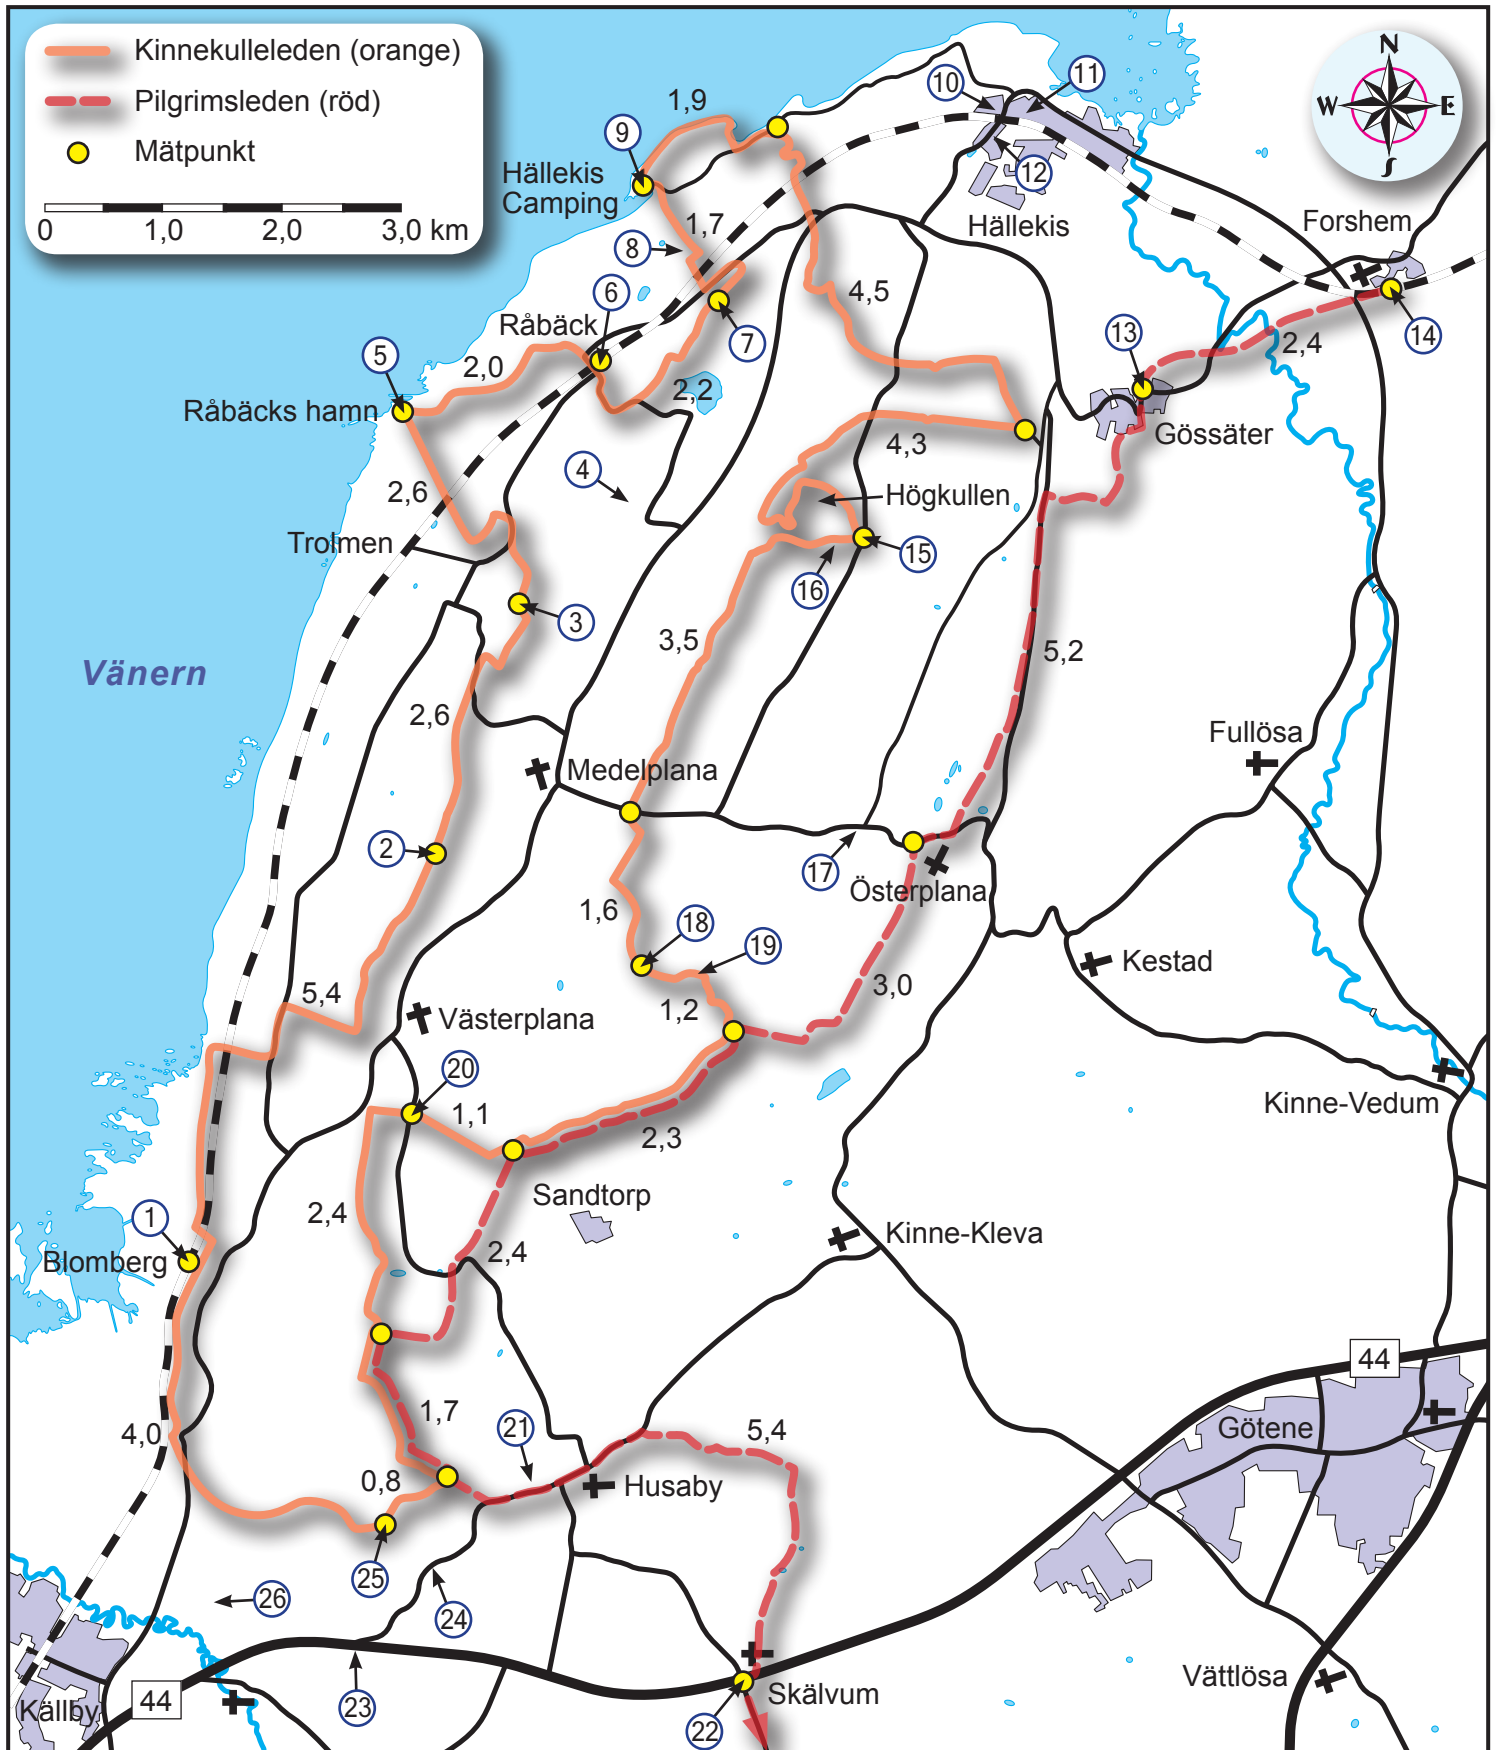 Kinnekulleleden (orange)
Pilgrimsleden (röd)
Mätpunkt
0 1,0 2,0 3,0 km
N
W E
S
10
11
1,9
9
12
Hällekis
Camping
Hällekis
Forshem
1,7
8
6
4,5
Råbäck
7
13
14
5
2,0
2,4
Råbäcks hamn
2,2
Gössäter
4,3
4
2,6
Högkullen
Trolmen
15
16
3
3,5
5,2
Vänern
2,6
Fullösa
Medelplana
2
17
Österplana
1,6
18
19
Kestad
5,4
3,0
1,2
Västerplana
20
1,1
Kinne-Vedum
2,3
Sandtorp
1
2,4
2,4
Kinne-Kleva
Blomberg
44
1,7
21
5,4
4,0
Götene
0,8
Husaby
25
26
24
Vättlösa
44
Skälvum
Källby
23
22